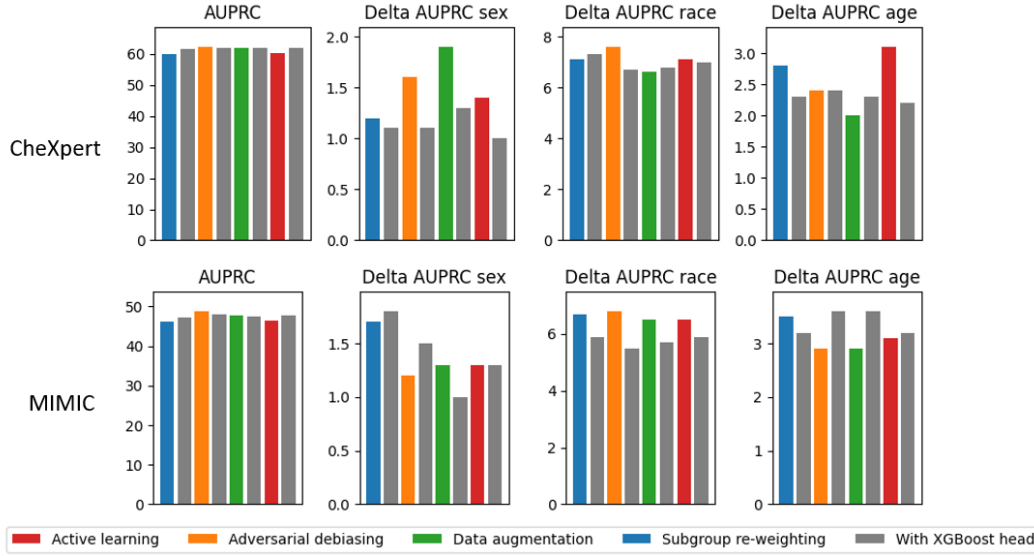 AUPRC
Delta AUPRC sex
Delta AUPRC race
Delta AUPRC age
CheXpert
60
50
40
30
20
10
0
2.0
1.5
1.0
0.5
0.0
8
6
4
2
0
3.0
2.5
2.0
1.5
1.0
0.5
0.0
AUPRC
Delta AUPRC sex
Delta AUPRC race
Delta AUPRC age
MIMIC
50
40
30
20
10
0
1.5
1.0
0.5
0.0
6
4
2
0
3
2
1
0
Active learning
Adversarial debiasing
Data augmentation
Subgroup re-weighting
With XGBoost head